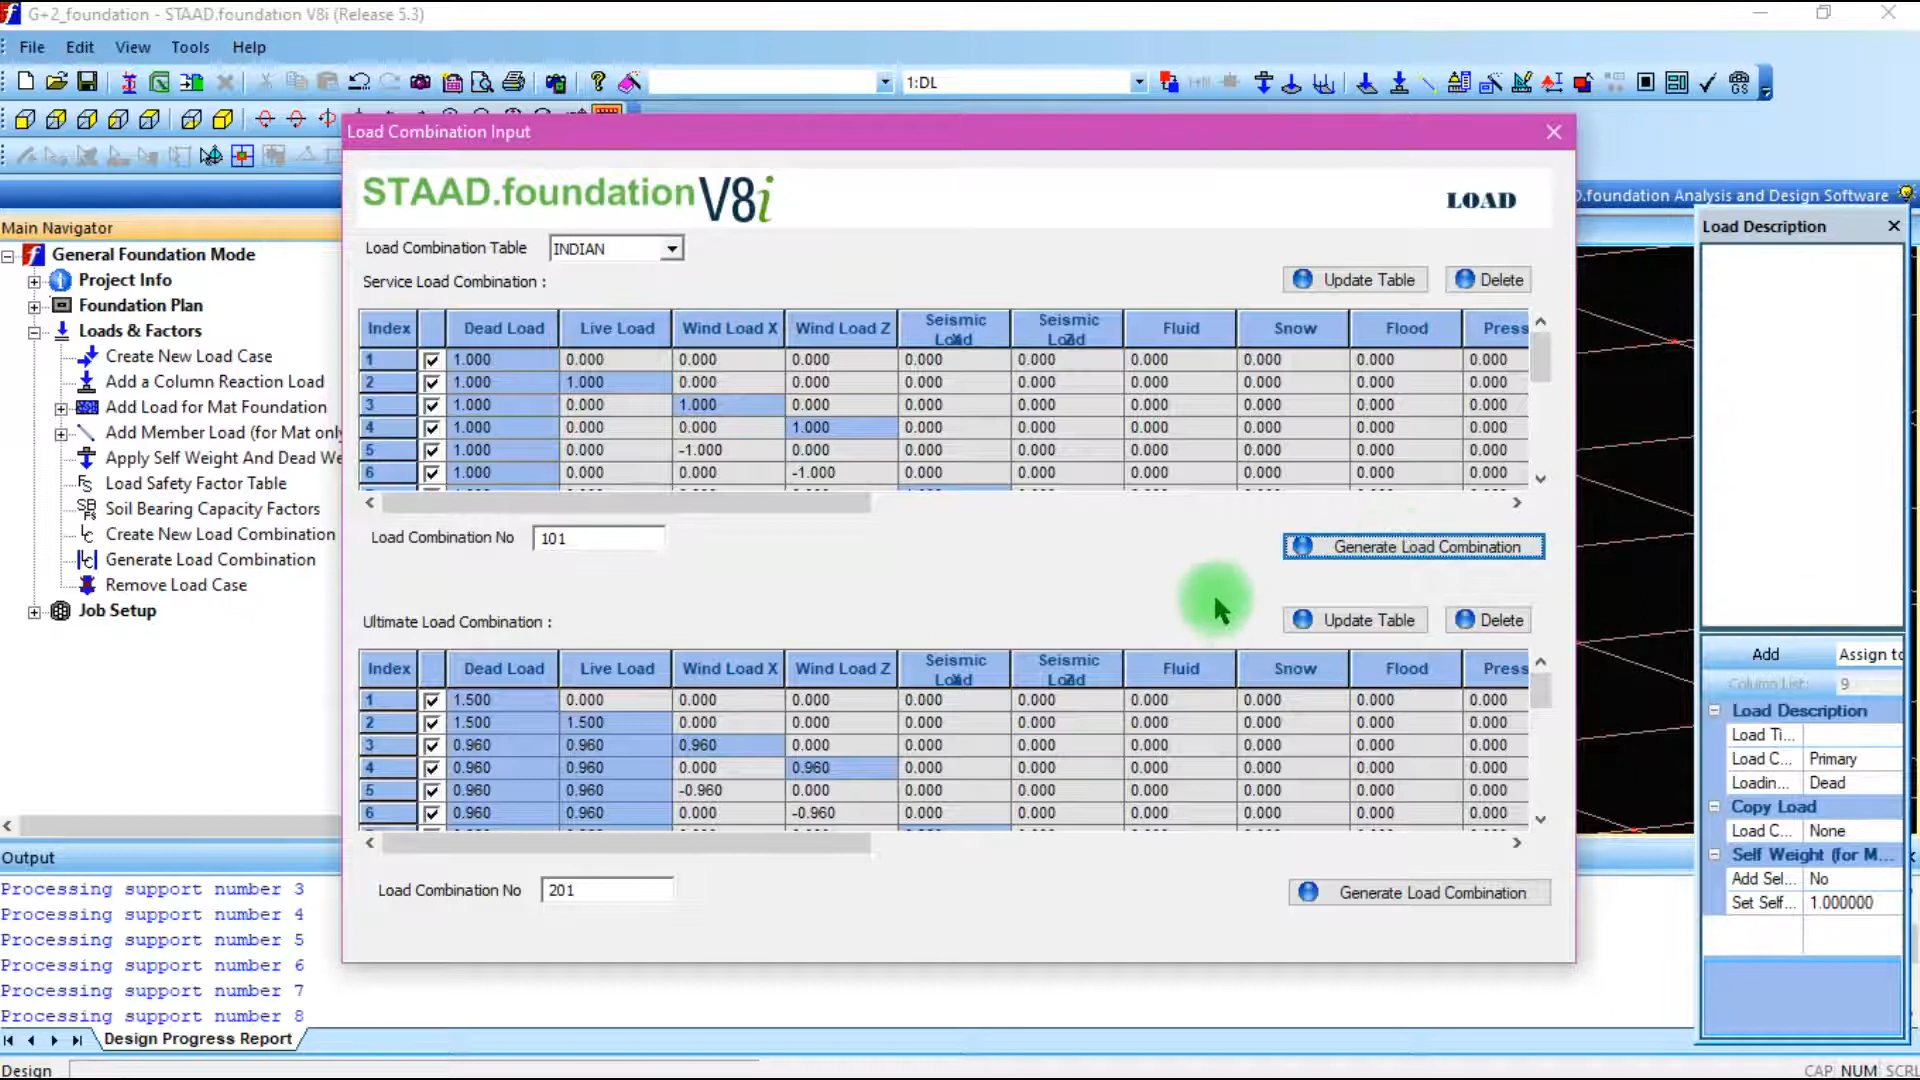 G+2_foundation - STAAD.foundation V8i (Release 5.3)
File Edit View Tools Help
1:DL
Load Combination Input
STAAD.foundation V8i
LOAD
Load Combination Table INDIAN
Service Load Combination :
Update Table Delete
Index Dead Load Live Load Wind Load X Wind Load Z Seismic Load Seismic Load Fluid Snow Flood Press
1 1.000 0.000 0.000 0.000 0.000 0.000 0.000 0.000 0.000 0.000
2 1.000 1.000 0.000 0.000 0.000 0.000 0.000 0.000 0.000 0.000
3 1.000 0.000 1.000 0.000 0.000 0.000 0.000 0.000 0.000 0.000
4 1.000 0.000 0.000 1.000 0.000 0.000 0.000 0.000 0.000 0.000
5 1.000 0.000 -1.000 0.000 0.000 0.000 0.000 0.000 0.000 0.000
6 1.000 0.000 0.000 -1.000 0.000 0.000 0.000 0.000 0.000 0.000
Load Combination No 101
Generate Load Combination
Ultimate Load Combination :
Update Table Delete
Index Dead Load Live Load Wind Load X Wind Load Z Seismic Load Seismic Load Fluid Snow Flood Press
1 1.500 0.000 0.000 0.000 0.000 0.000 0.000 0.000 0.000 0.000
2 1.500 1.500 0.000 0.000 0.000 0.000 0.000 0.000 0.000 0.000
3 0.960 0.960 0.960 0.000 0.000 0.000 0.000 0.000 0.000 0.000
4 0.960 0.960 0.000 0.960 0.000 0.000 0.000 0.000 0.000 0.000
5 0.960 0.960 -0.960 0.000 0.000 0.000 0.000 0.000 0.000 0.000
6 0.960 0.960 0.000 -0.960 0.000 0.000 0.000 0.000 0.000 0.000
Load Combination No 201
Generate Load Combination
Main Navigator
General Foundation Mode
Project Info
Foundation Plan
Loads & Factors
Create New Load Case
Add a Column Reaction Load
Add Load for Mat Foundation
Add Member Load (for Mat only
Apply Self Weight And Dead We
Load Safety Factor Table
Soil Bearing Capacity Factors
Create New Load Combination
Generate Load Combination
Remove Load Case
Job Setup
Output
Processing support number 3
Processing support number 4
Processing support number 5
Processing support number 6
Processing support number 7
Processing support number 8
Design Progress Report
Design
.foundation Analysis and Design Software
Load Description
Add Assign to
Column List: 9
Load Description
Load Ti...
Load C... Primary
Loadin... Dead
Copy Load
Load C... None
Self Weight (for M...
Add Sel... No
Set Self... 1.000000
CAP NUM SCRL